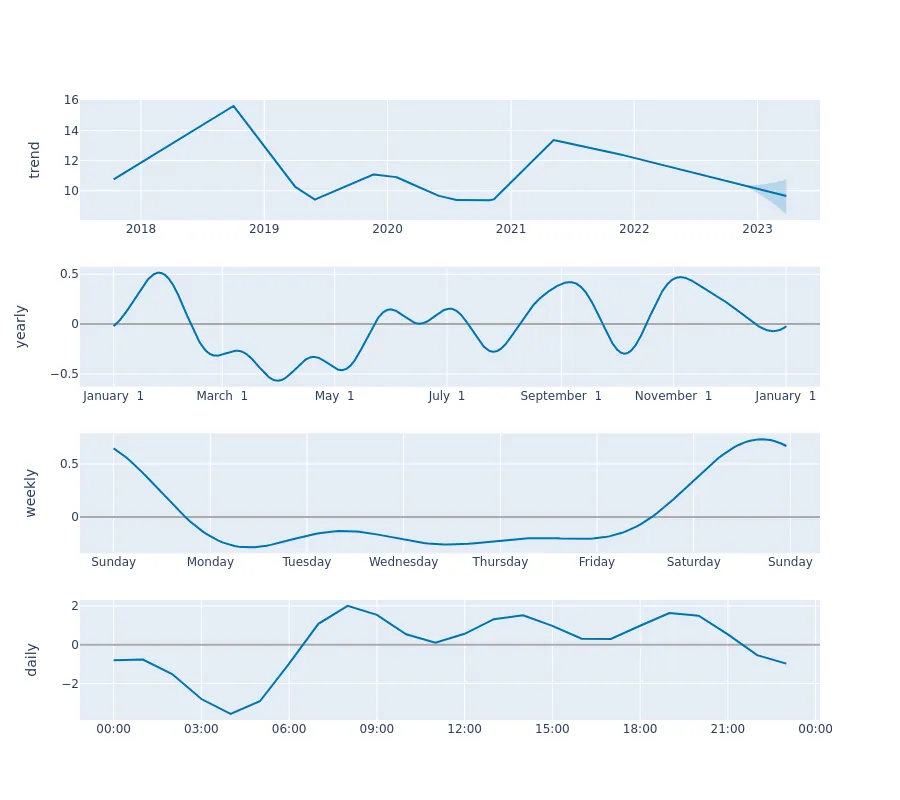 trend
16
14
12
10
2018 2019 2020 2021 2022 2023
yearly
0.5
0
−0.5
January 1 March 1 May 1 July 1 September 1 November 1 January 1
weekly
0.5
0
Sunday Monday Tuesday Wednesday Thursday Friday Saturday Sunday
daily
2
0
−2
00:00 03:00 06:00 09:00 12:00 15:00 18:00 21:00 00:00